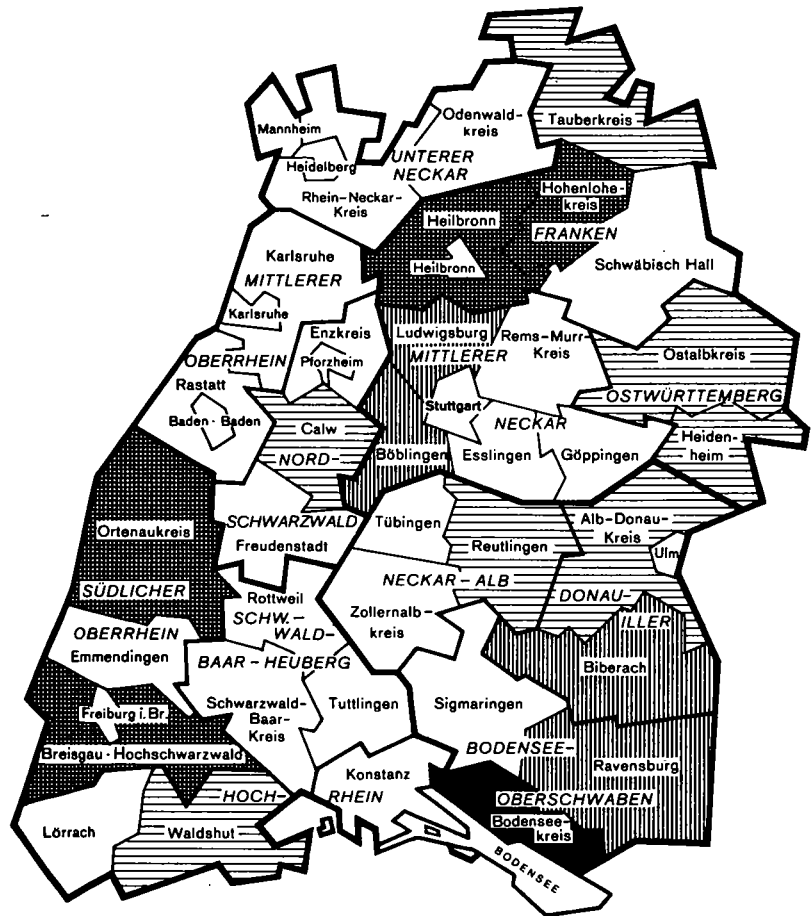 Tauberkreis
Odenwald-
kreis
Mannheim
Heidelberg
UNTERER
NECKAR
Rhein-Neckar-
Kreis
Hohenlohe-
kreis
Heilbronn
FRANKEN
Heilbronn
Schwäbisch Hall
Karlsruhe
MITTLERER
Karlsruhe
OBERRHEIN
Enzkreis
Pforzheim
Ludwigsburg
MITTLERER
Rems-Murr-
Kreis
Ostalbkreis
OSTWÜRTTEMBERG
Rastatt
Baden-Baden
Stuttgart
NECKAR
Calw
NORD-
Böblingen
Esslingen
Göppingen
Heiden-
heim
SCHWARZWALD
Freudenstadt
Tübingen
Reutlingen
Alb-Donau-
Kreis
Ulm
Ortenaukreis
SÜDLICHER
NECKAR-ALB
DONAU-
ILLER
Rottweil
SCHW.-
WALD-
Zollernalb-
kreis
OBERRHEIN
Emmendingen
BAAR-HEUBERG
Biberach
Schwarzwald-
Baar-
Kreis
Tuttlingen
Sigmaringen
Freiburg i. Br.
Breisgau-Hochschwarzwald
BODENSEE-
Ravensburg
Konstanz
HOCH-
RHEIN
OBERSCHWABEN
Bodensee-
kreis
Lörrach
Waldshut
BODENSEE